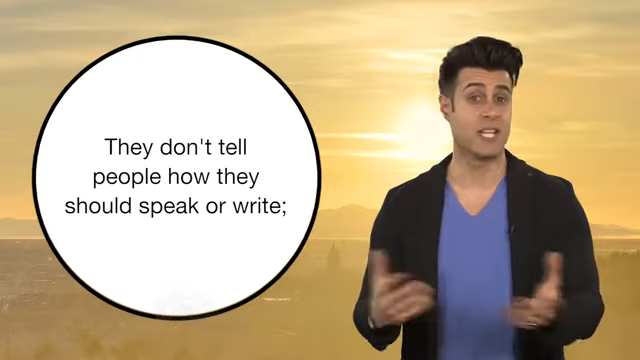 They don't tell
people how they
should speak or write;